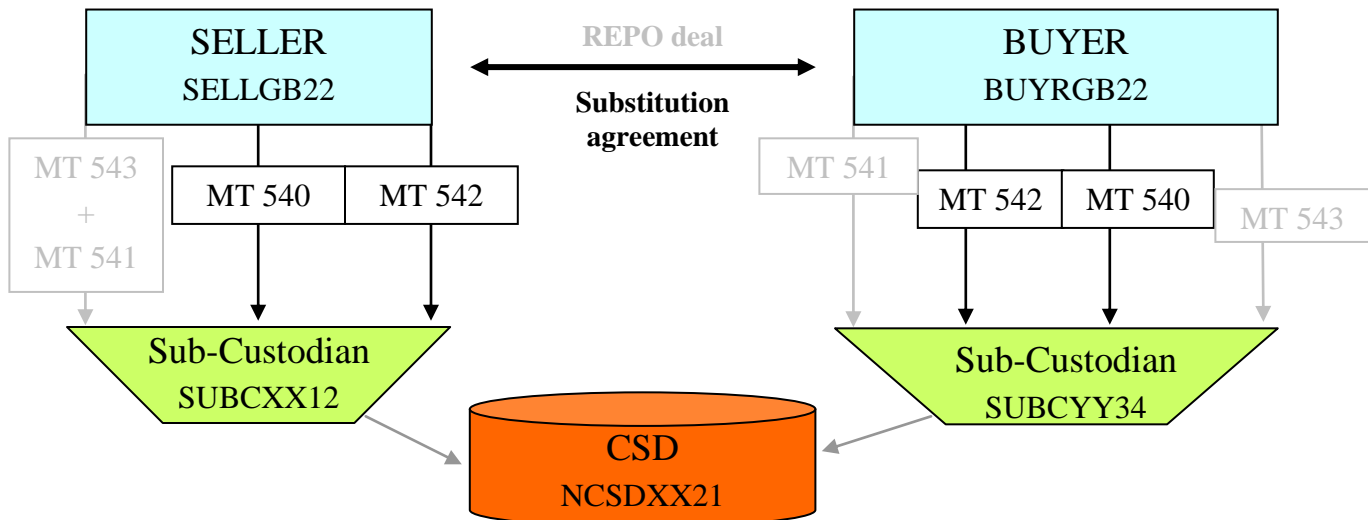 SELLER
SELLGB22
REPO deal
BUYER
BUYRGB22
Substitution
agreement
MT 543
+
MT 541
MT 540
MT 542
MT 541
MT 542
MT 540
MT 543
Sub-Custodian
SUBCXX12
Sub-Custodian
SUBCYY34
CSD
NCSDXX21